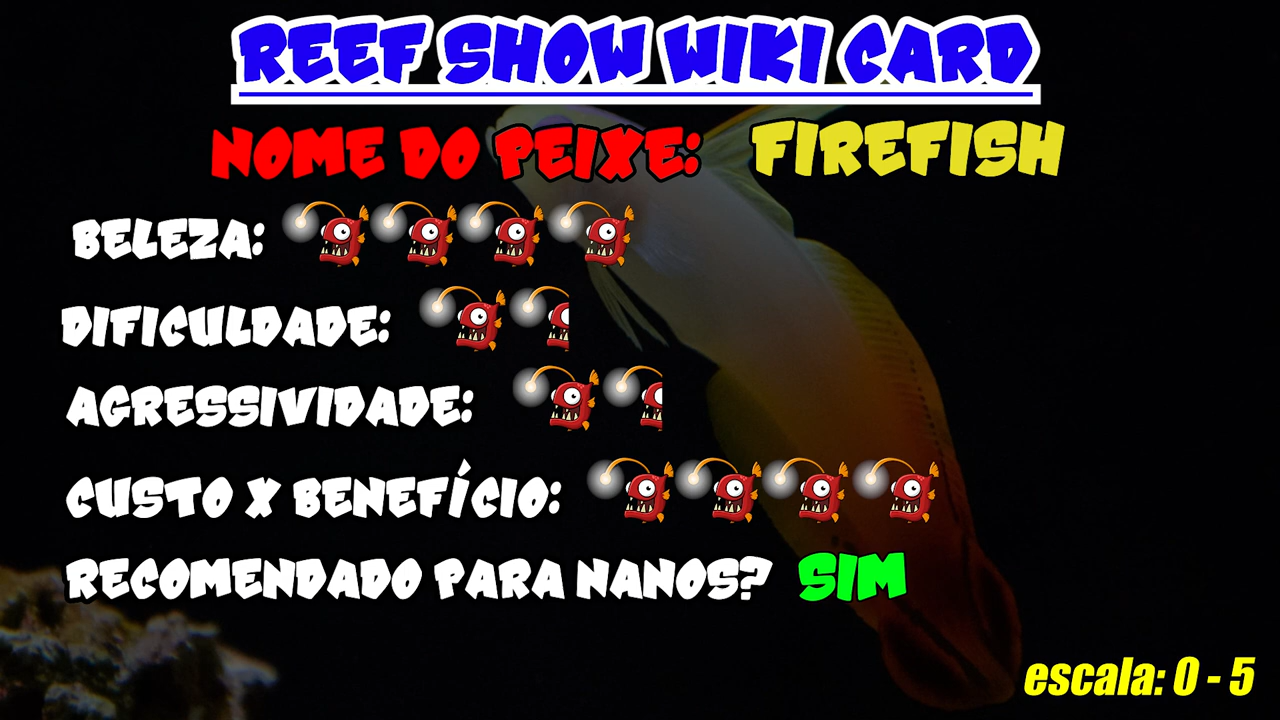 REEF SHOW WIKI CARD
NOME DO PEIXE: FIREFISH
BELEZA:
DIFICULDADE:
AGRESSIVIDADE:
CUSTO X BENEFÍCIO:
RECOMENDADO PARA NANOS? SIM
escala: 0 - 5